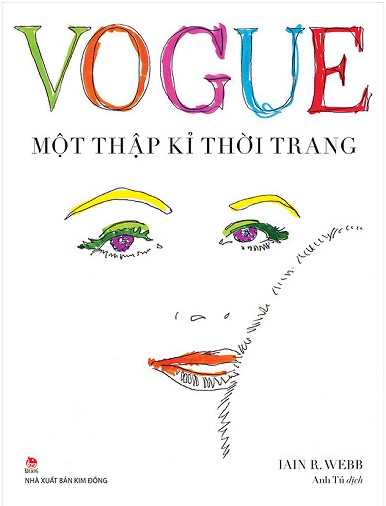 VOGUE
MỘT THẬP KỈ THỜI TRANG
IAIN R. WEBB
Anh Tú dịch
NHÀ XUẤT BẢN KIM ĐỒNG